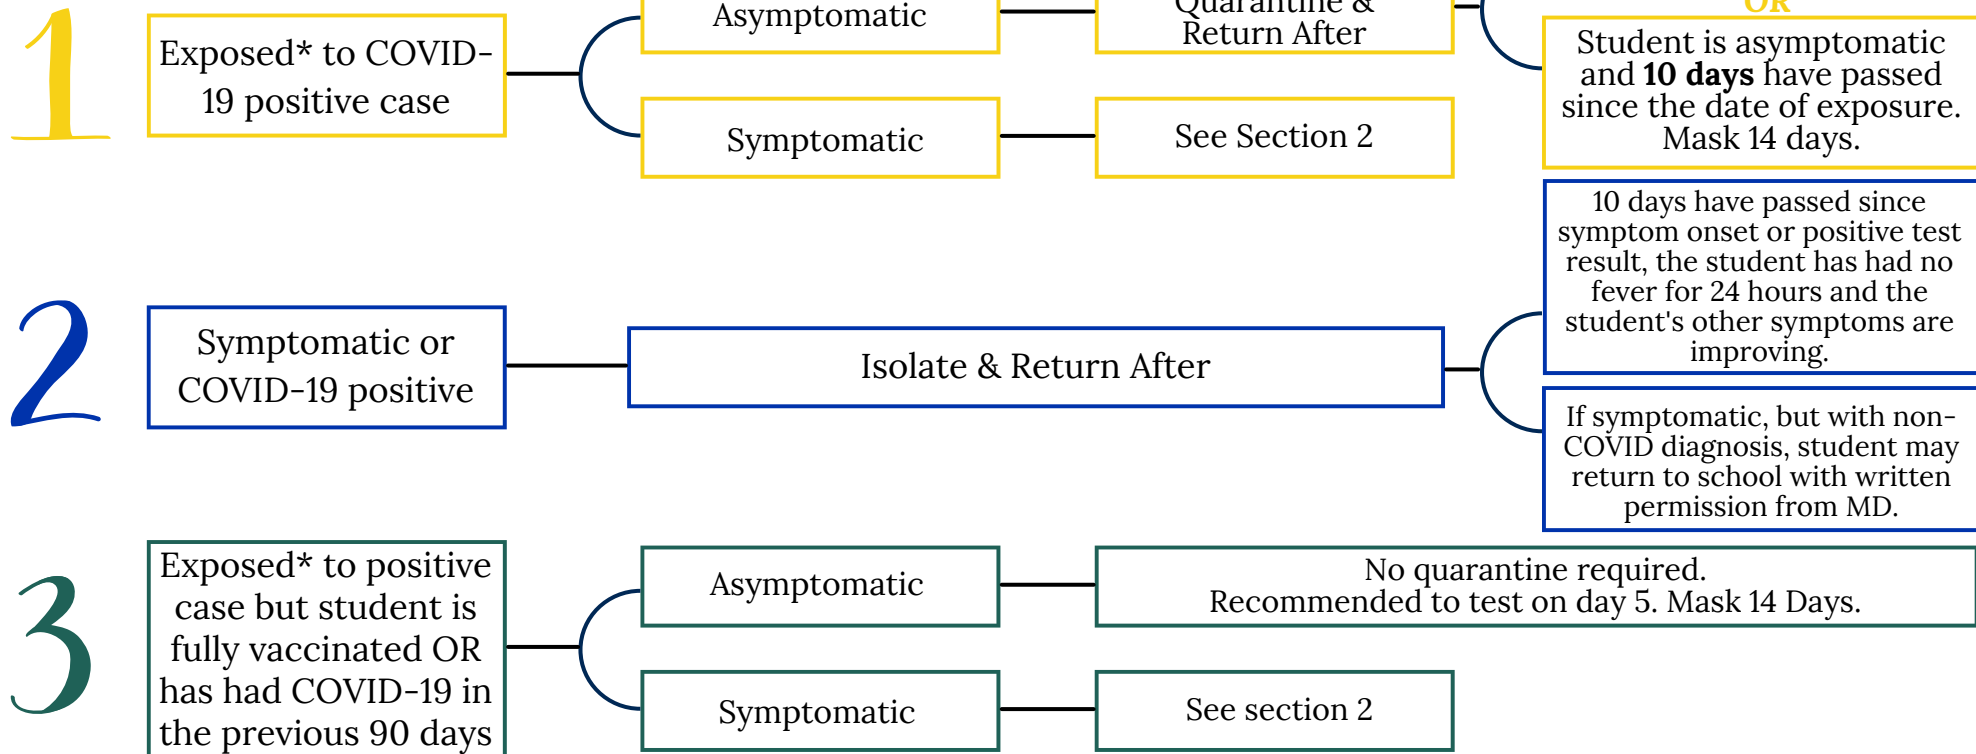 1
Exposed* to COVID-
19 positive case
Asymptomatic
Quarantine &
Return After
OR
Student is asymptomatic
and 10 days have passed
since the date of exposure.
Mask 14 days.
Symptomatic
See Section 2
2
Symptomatic or
COVID-19 positive
Isolate & Return After
10 days have passed since
symptom onset or positive test
result, the student has had no
fever for 24 hours and the
student's other symptoms are
improving.
If symptomatic, but with non-
COVID diagnosis, student may
return to school with written
permission from MD.
3
Exposed* to positive
case but student is
fully vaccinated OR
has had COVID-19 in
the previous 90 days
Asymptomatic
No quarantine required.
Recommended to test on day 5. Mask 14 Days.
Symptomatic
See section 2